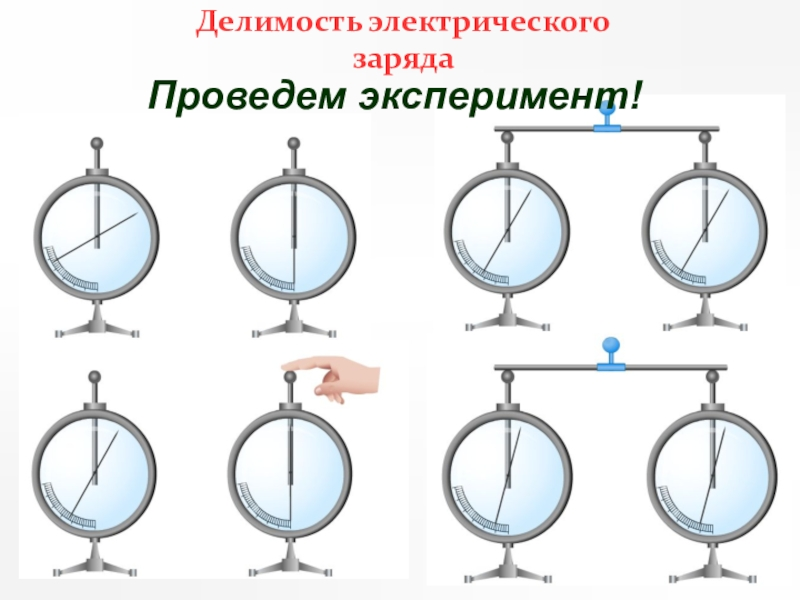 Делимость электрического
заряда
Проведем эксперимент!